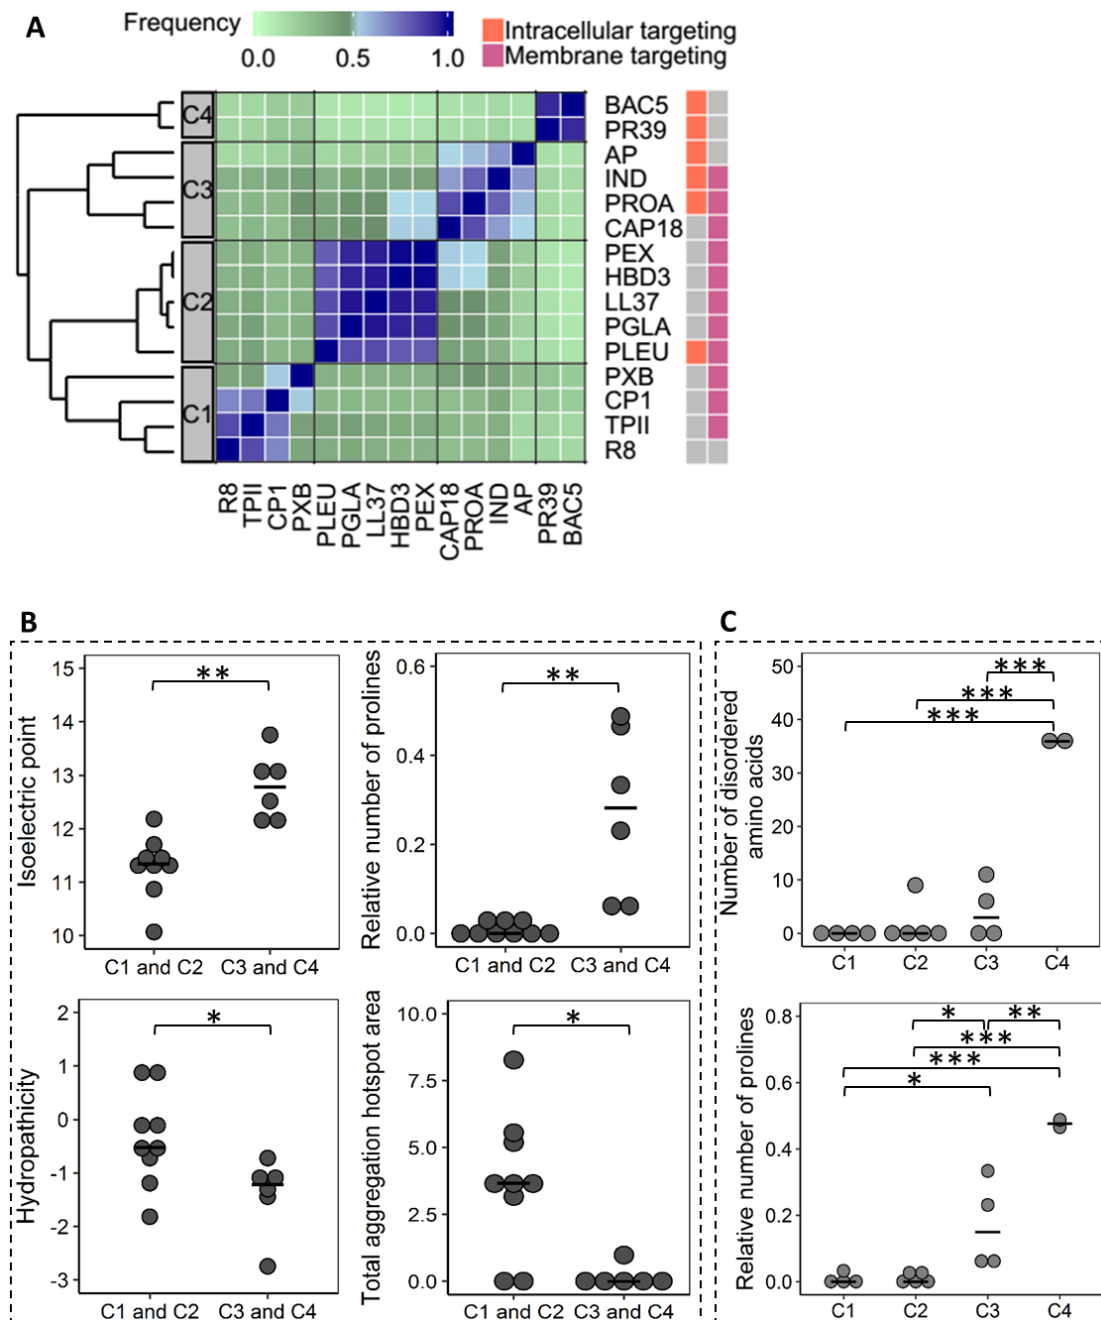 A
Frequency
0.0 0.5 1.0
Intracellular targeting
Membrane targeting
C4
C3
C2
C1
BAC5
PR39
AP
IND
PROA
CAP18
PEX
HBD3
LL37
PGLA
PLEU
PXB
CP1
TPII
R8
R8 TPII CP1 PXB PLEU PGLA LL37 HBD3 PEX CAP18 PROA IND AP PR39 BAC5
B
Isoelectric point
15
14
13
12
11
10
**
C1 and C2 C3 and C4
Relative number of prolines
0.6
0.4
0.2
0.0
**
C1 and C2 C3 and C4
Hydropathicity
2
1
0
-1
-2
-3
*
C1 and C2 C3 and C4
Total aggregation hotspot area
10.0
7.5
5.0
2.5
0.0
*
C1 and C2 C3 and C4
C
Number of disordered
amino acids
50
40
30
20
10
0
***
***
***
C1 C2 C3 C4
Relative number of prolines
0.8
0.6
0.4
0.2
0.0
* **
***
***
*
C1 C2 C3 C4